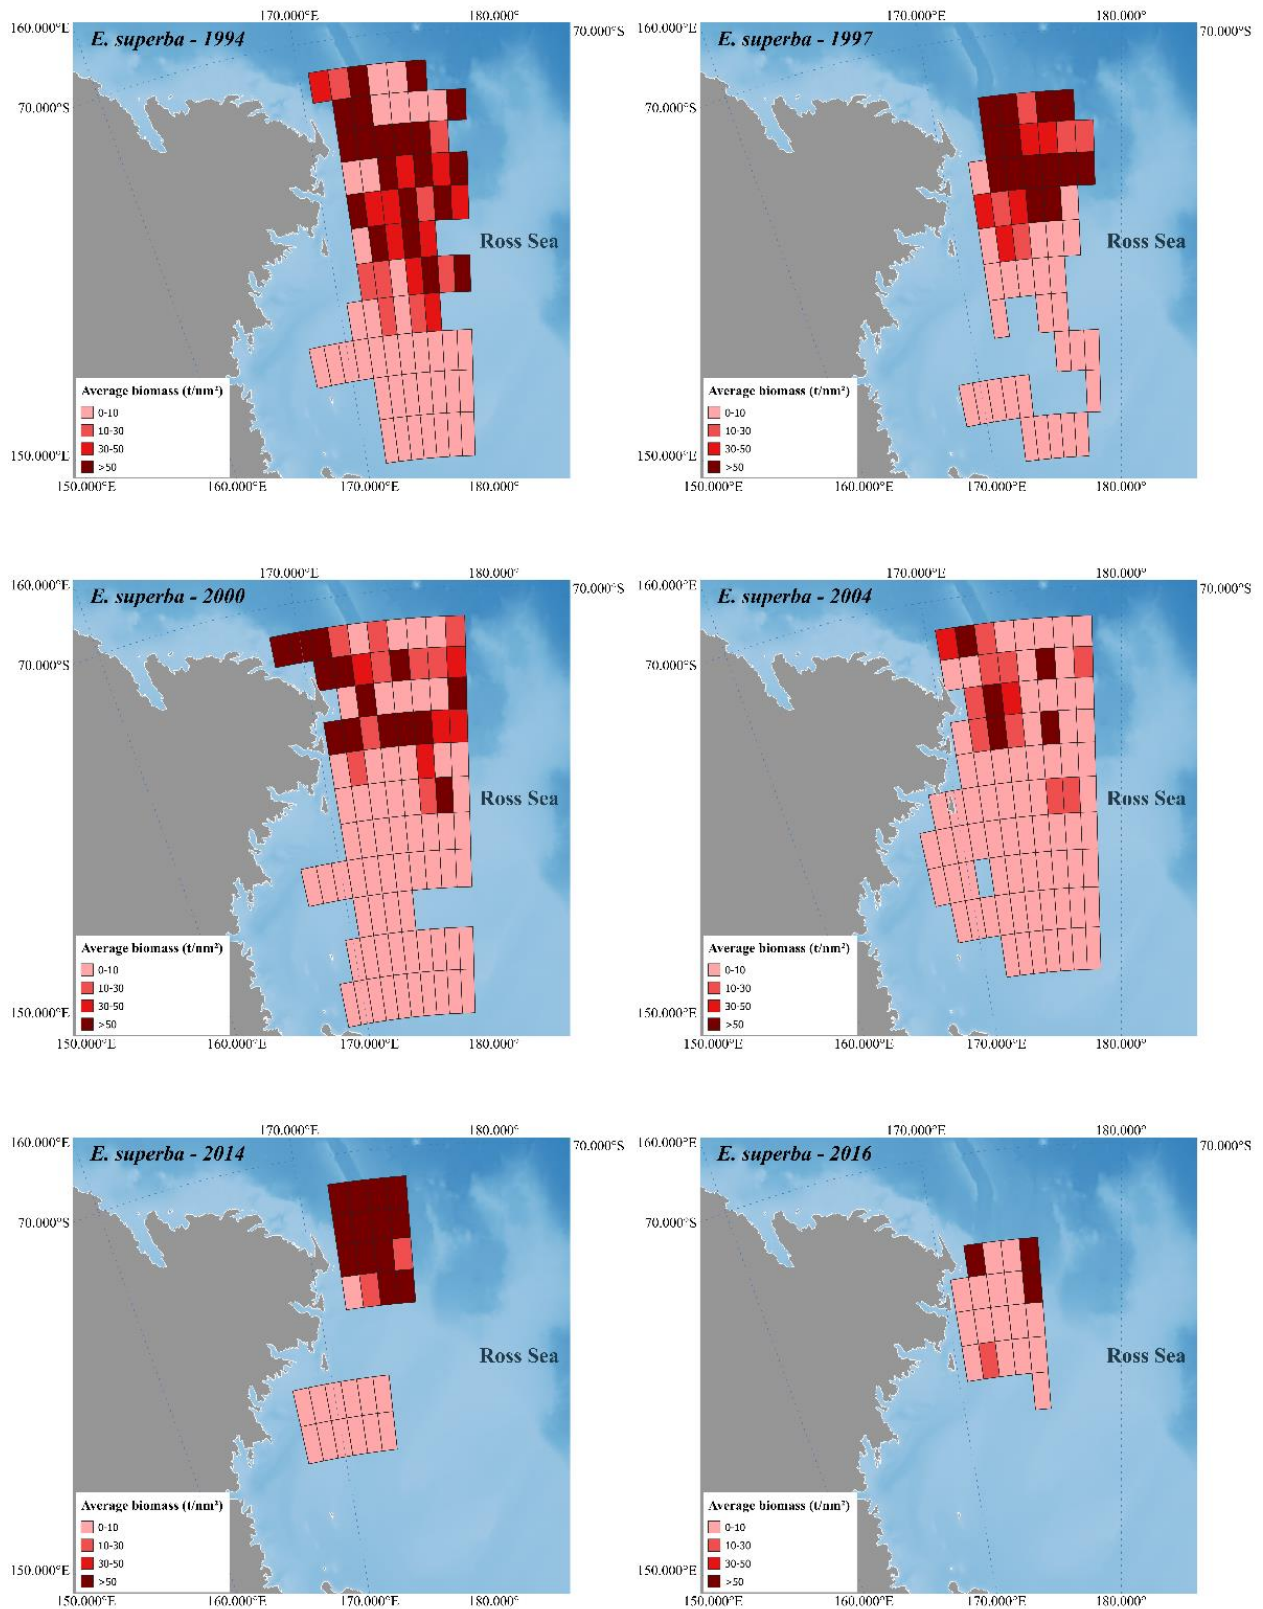 170.000°E 180.000° 170.000°E 180.000°
160.000°E 70.000°S 160.000°E 70.000°S
E. superba - 1994 E. superba - 1997
70.000°S 70.000°S
Ross Sea Ross Sea
Average biomass (t/nm²) Average biomass (t/nm²)
0-10 0-10
10-30 10-30
30-50 30-50
>50 >50
150.000°E 150.000°E
150.000°E 160.000°E 170.000°E 180.000° 150.000°E 160.000°E 170.000°E 180.000°
170.000°E 180.000° 170.000°E 180.000°
160.000°E 70.000°S 160.000°E 70.000°S
E. superba - 2000 E. superba - 2004
70.000°S 70.000°S
Ross Sea Ross Sea
Average biomass (t/nm²) Average biomass (t/nm²)
0-10 0-10
10-30 10-30
30-50 30-50
>50 >50
150.000°E 150.000°E
150.000°E 160.000°E 170.000°E 180.000° 150.000°E 160.000°E 170.000°E 180.000°
170.000°E 180.000° 170.000°E 180.000°
160.000°E 70.000°S 160.000°E 70.000°S
E. superba - 2014 E. superba - 2016
70.000°S 70.000°S
Ross Sea Ross Sea
Average biomass (t/nm²) Average biomass (t/nm²)
0-10 0-10
10-30 10-30
30-50 30-50
>50 >50
150.000°E 150.000°E
150.000°E 160.000°E 170.000°E 180.000° 150.000°E 160.000°E 170.000°E 180.000°